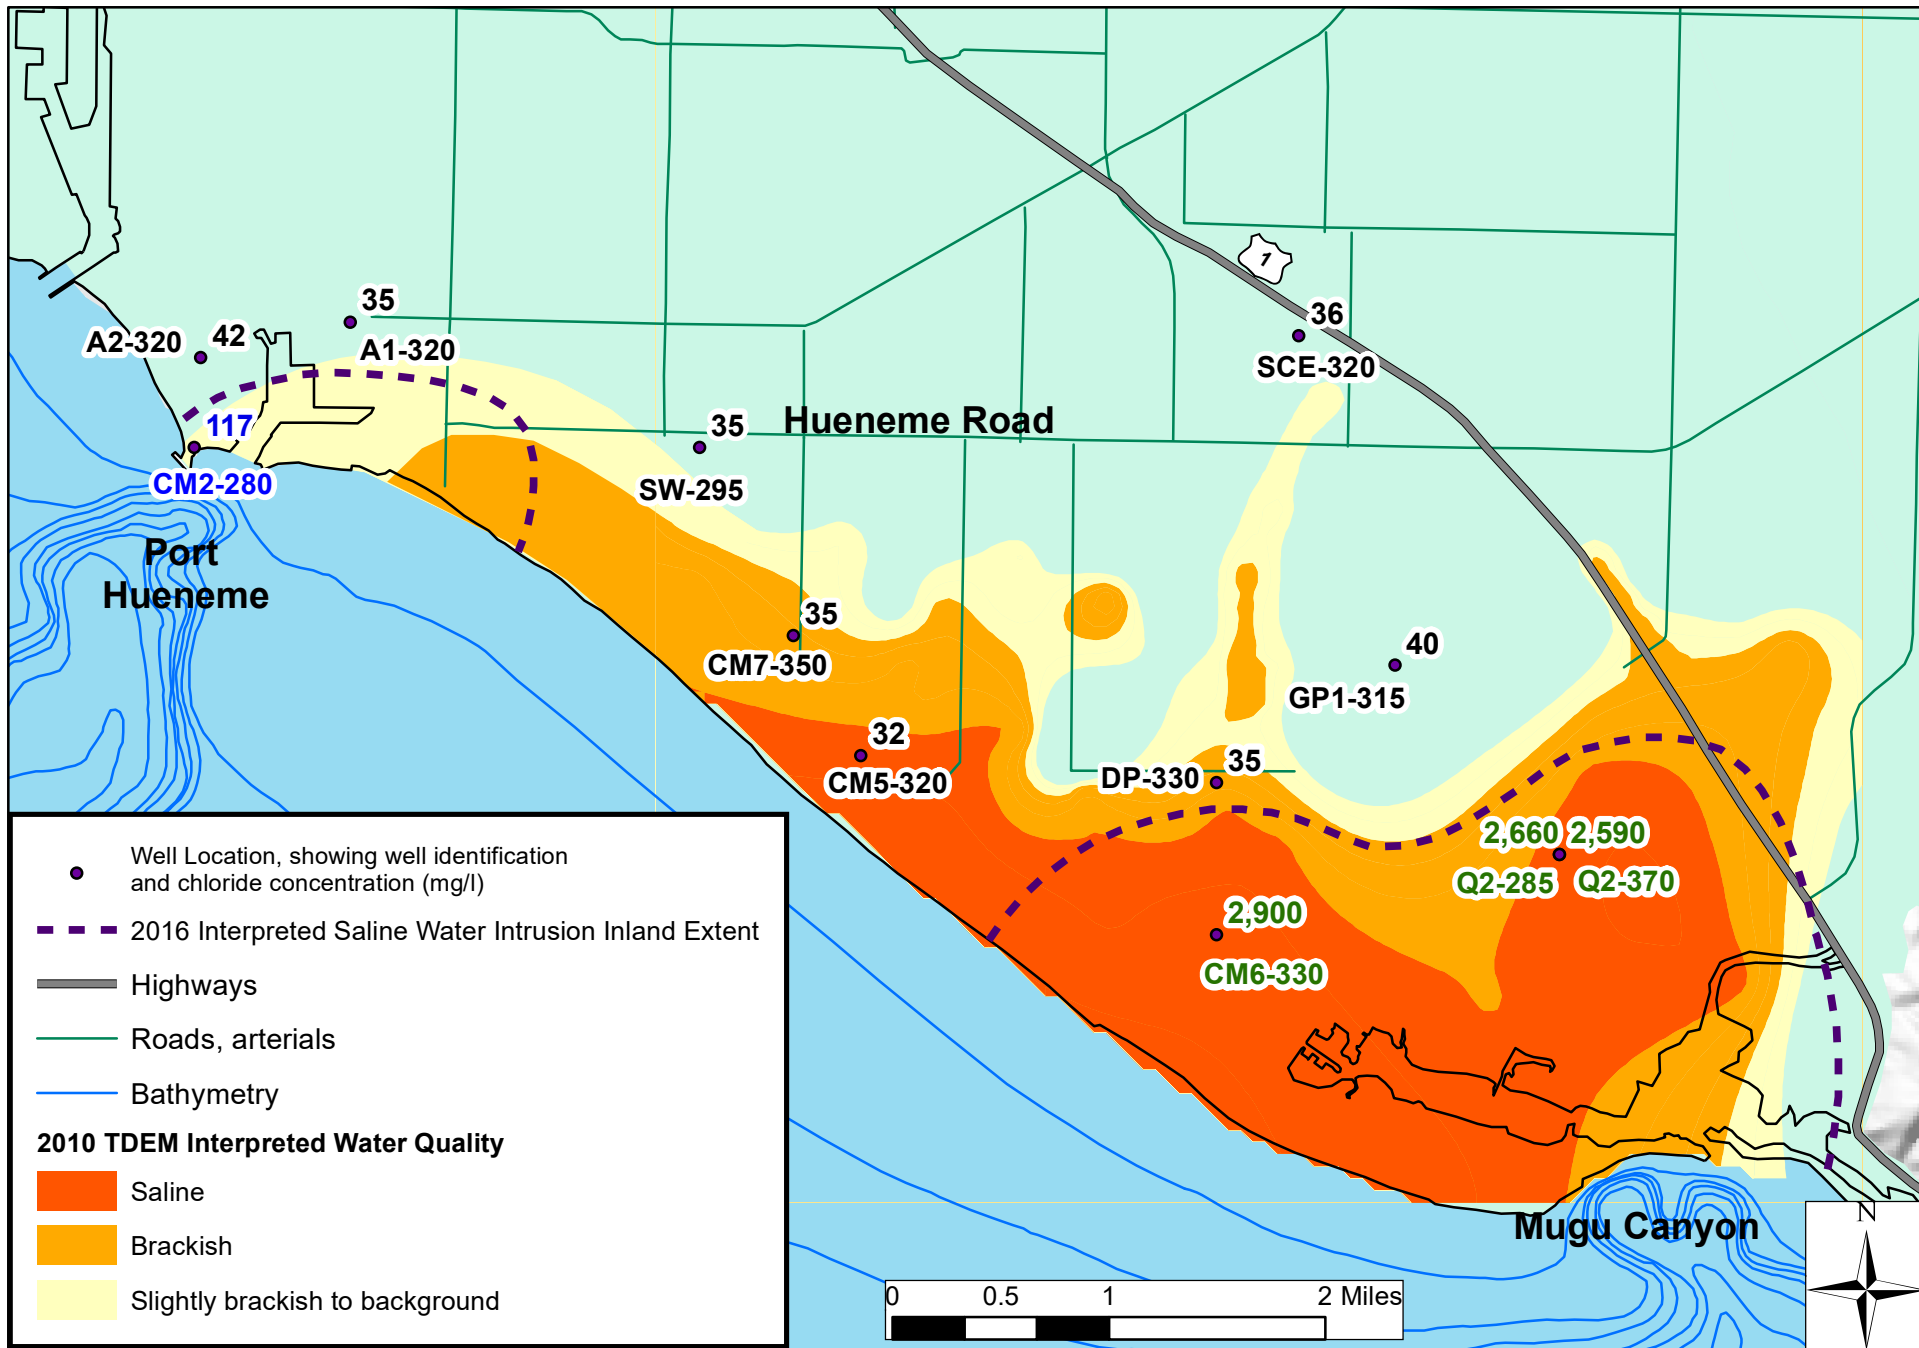 1
35
36
A2-320
42
A1-320
SCE-320
117
35
Hueneme Road
CM2-280
SW-295
Port
Hueneme
35
CM7-350
40
GP1-315
32
CM5-320
DP-330
35
2,660
2,590
Q2-285
Q2-370
2,900
CM6-330
Well Location, showing well identification
and chloride concentration (mg/l)
2016 Interpreted Saline Water Intrusion Inland Extent
Highways
Roads, arterials
Bathymetry
2010 TDEM Interpreted Water Quality
Saline
Brackish
Slightly brackish to background
Mugu Canyon
N
0 0.5 1 2 Miles